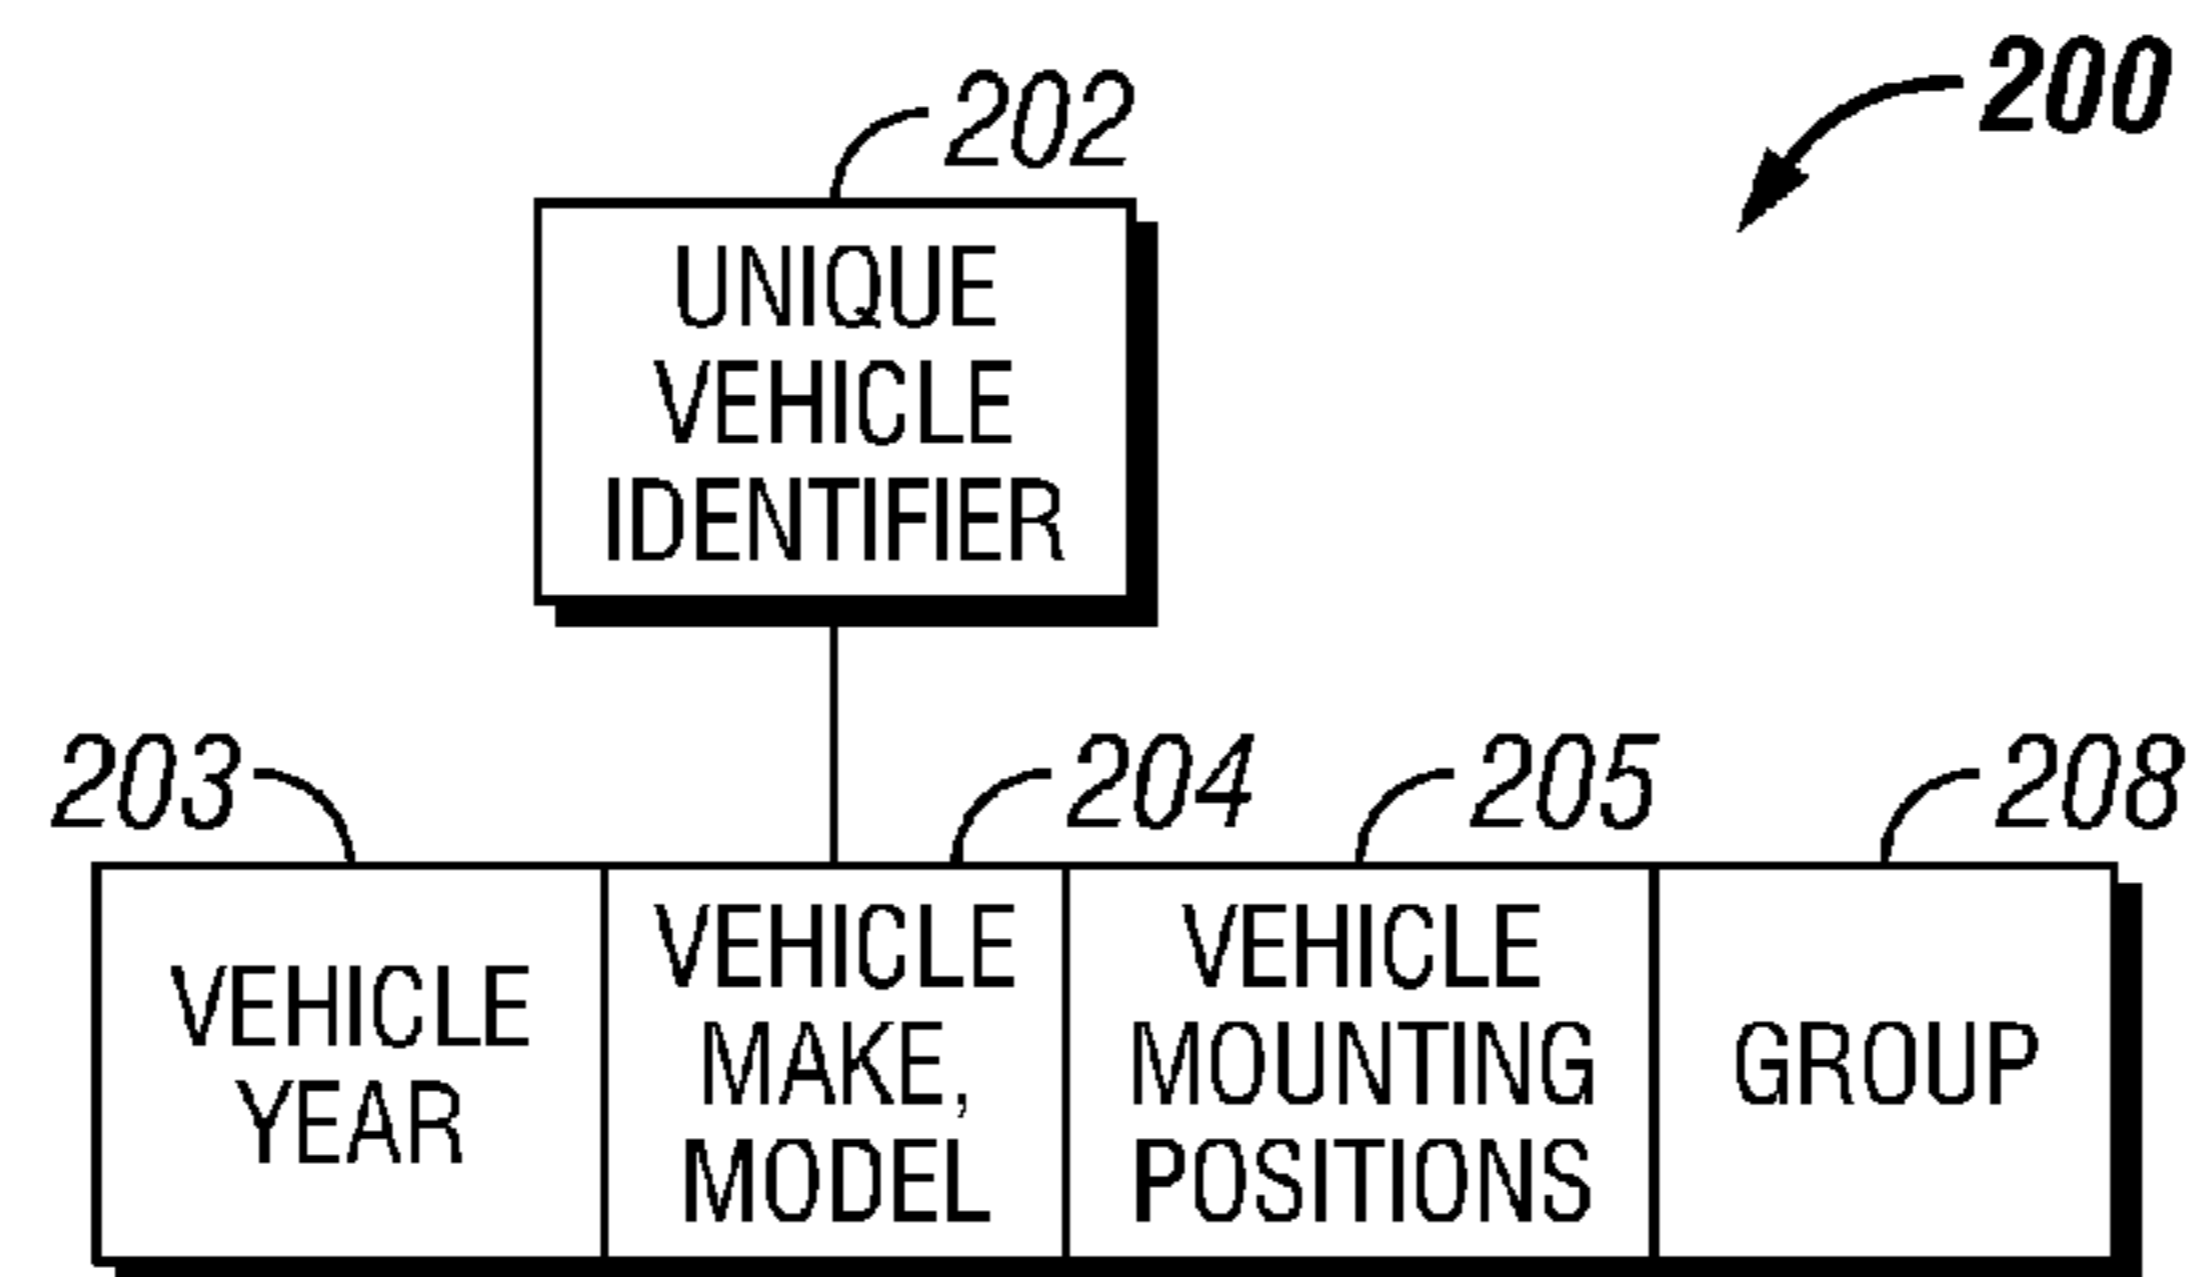 200
202
UNIQUE
VEHICLE
IDENTIFIER
203
204
205
208
VEHICLE
YEAR
VEHICLE
MAKE,
MODEL
VEHICLE
MOUNTING
POSITIONS
GROUP